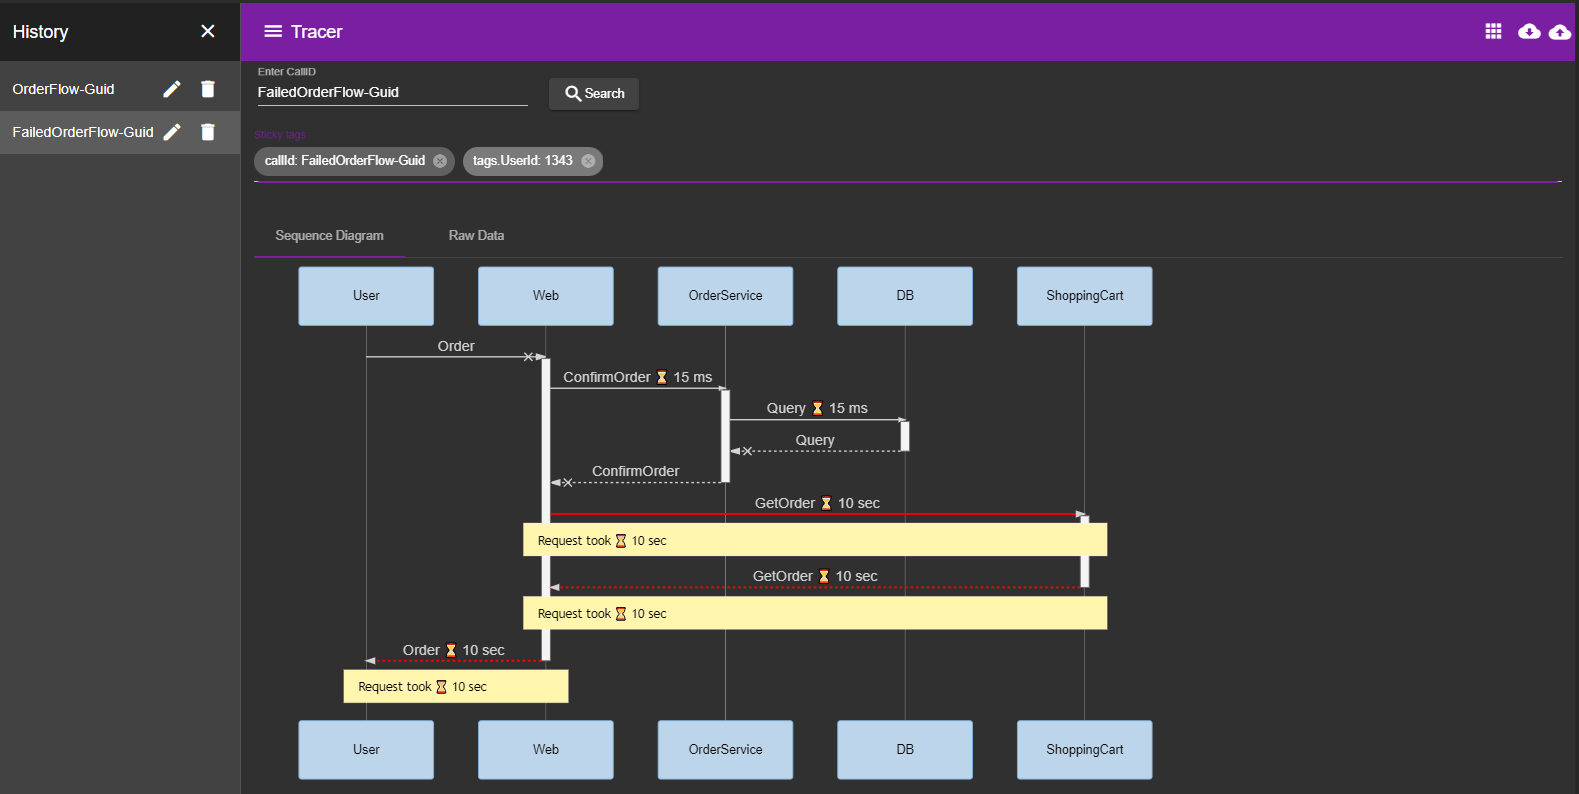 History
Tracer
OrderFlow-Guid
FailedOrderFlow-Guid
Enter CallID
FailedOrderFlow-Guid
Search
Sticky tags
callId: FailedOrderFlow-Guid
tags.UserId: 1343
Sequence Diagram
Raw Data
User
Web
OrderService
DB
ShoppingCart
Order
ConfirmOrder ⌛ 15 ms
Query ⌛ 15 ms
Query
ConfirmOrder
GetOrder ⌛ 10 sec
Request took ⌛ 10 sec
GetOrder ⌛ 10 sec
Request took ⌛ 10 sec
Order ⌛ 10 sec
Request took ⌛ 10 sec
User
Web
OrderService
DB
ShoppingCart